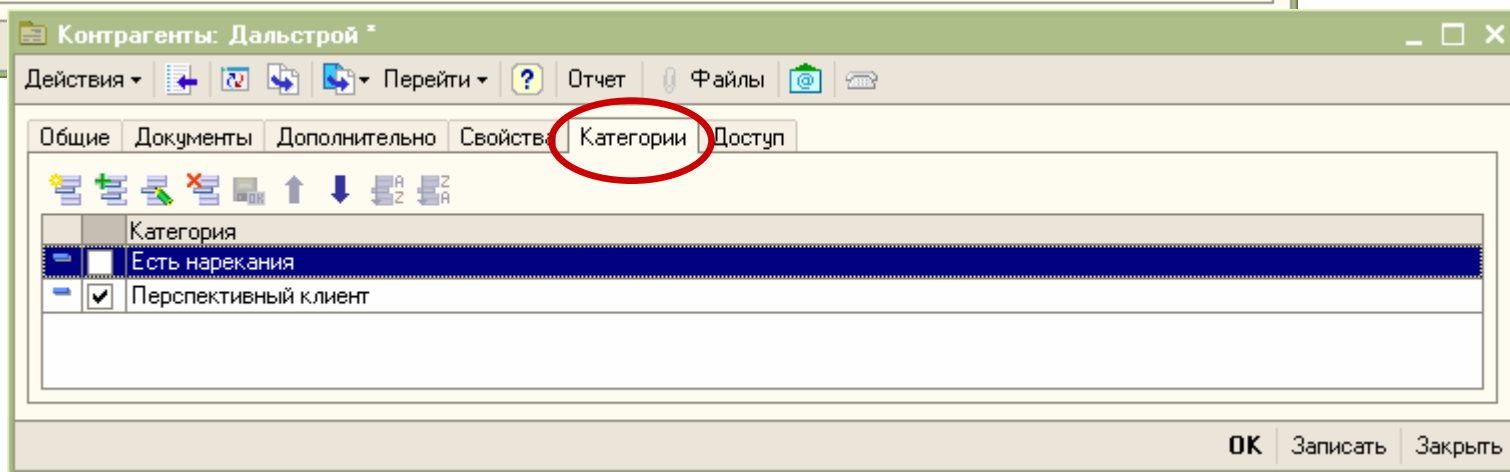 Контрагенты: Дальстрой *
Действия Перейти ? Отчет Файлы @
Общие Документы Дополнительно Свойства Категории Доступ
OK A Z Z A
Категория
Есть нарекания
Перспективный клиент
OK Записать Закрыть